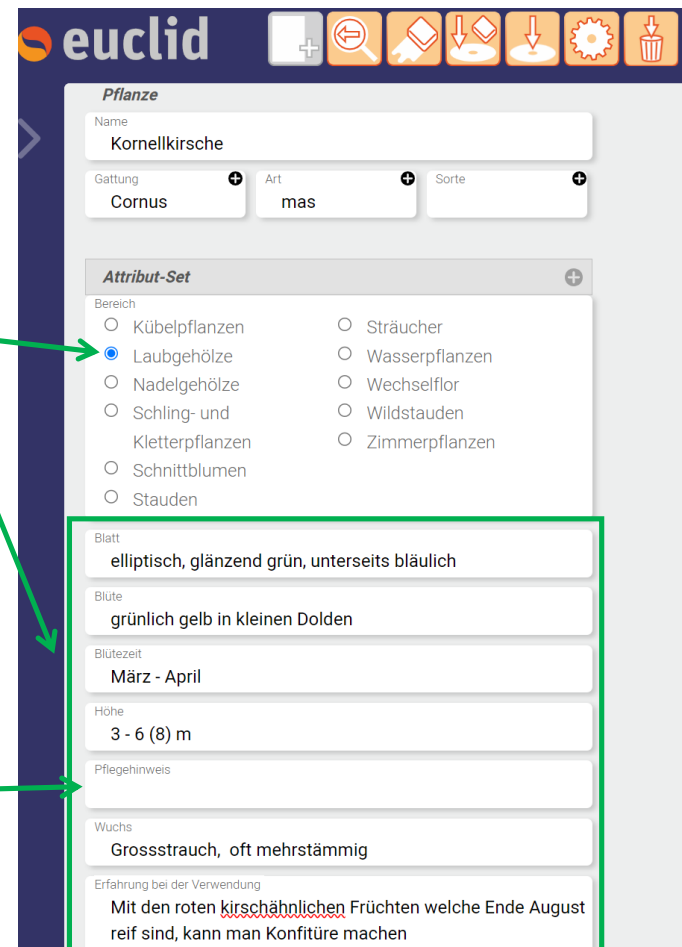 euclid
Pflanze
Name
Kornellkirsche
Gattung Art Sorte
Cornus mas
Attribut-Set
Bereich
Kübelpflanzen
Laubgehölze
Nadelgehölze
Schling- und
Kletterpflanzen
Schnittblumen
Stauden
Sträucher
Wasserpflanzen
Wechselflor
Wildstauden
Zimmerpflanzen
Blatt
elliptisch, glänzend grün, unterseits bläulich
Blüte
grünlich gelb in kleinen Dolden
Blütezeit
März - April
Höhe
3 - 6 (8) m
Pflegehinweis
Wuchs
Grossstrauch, oft mehrstämmig
Erfahrung bei der Verwendung
Mit den roten kirschähnlichen Früchten welche Ende August
reif sind, kann man Konfitüre machen